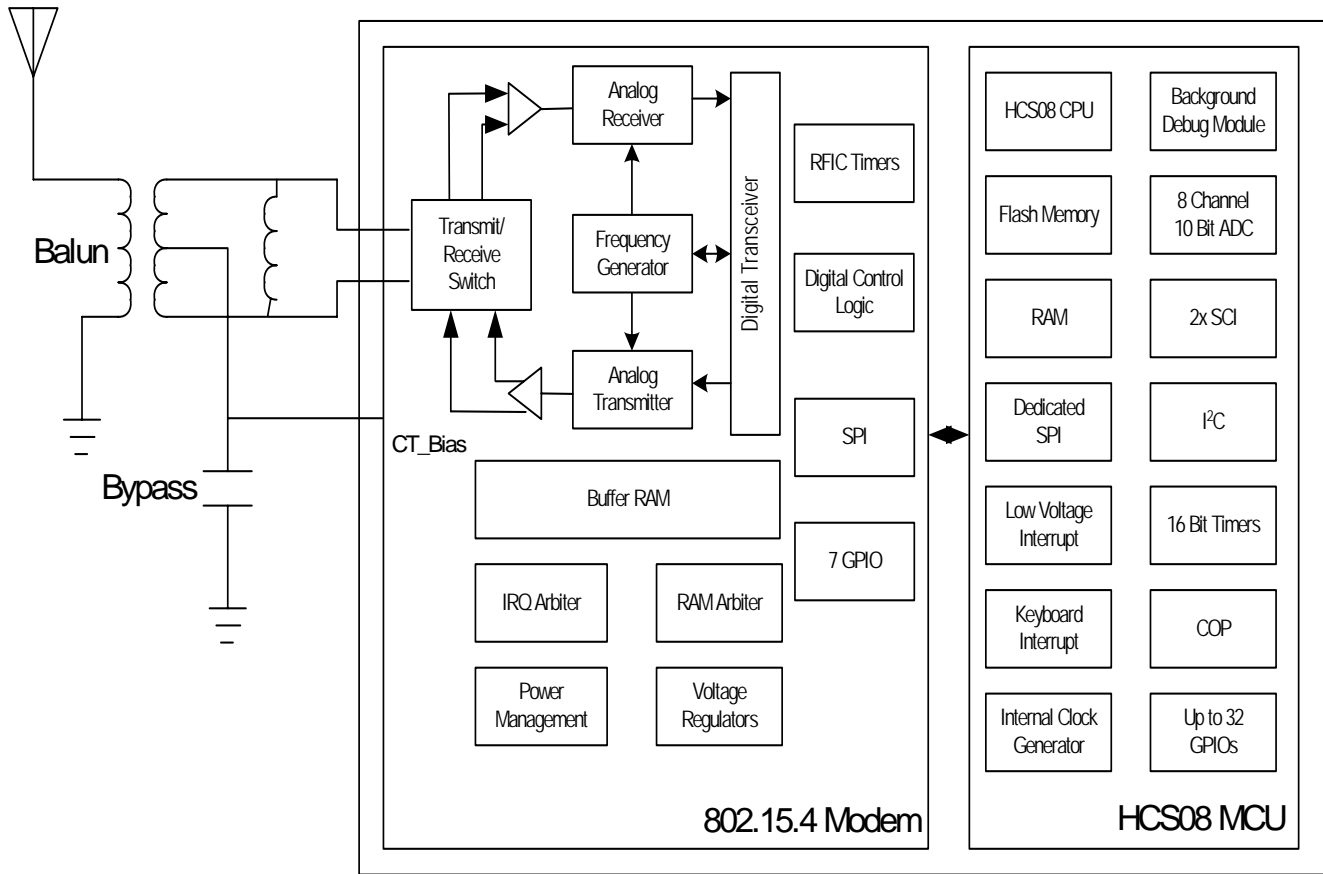 Balun
Bypass
CT_Bias
Transmit/
Receive
Switch
Analog
Receiver
Frequency
Generator
Analog
Transmitter
Digital Transceiver
RFIC Timers
Digital Control
Logic
SPI
7 GPIO
Buffer RAM
IRQ Arbiter
RAM Arbiter
Power
Management
Voltage
Regulators
802.15.4 Modem
HCS08 CPU
Background
Debug Module
Flash Memory
8 Channel
10 Bit ADC
RAM
2x SCI
Dedicated
SPI
I²C
Low Voltage
Interrupt
16 Bit Timers
Keyboard
Interrupt
COP
Internal Clock
Generator
Up to 32
GPIOs
HCS08 MCU